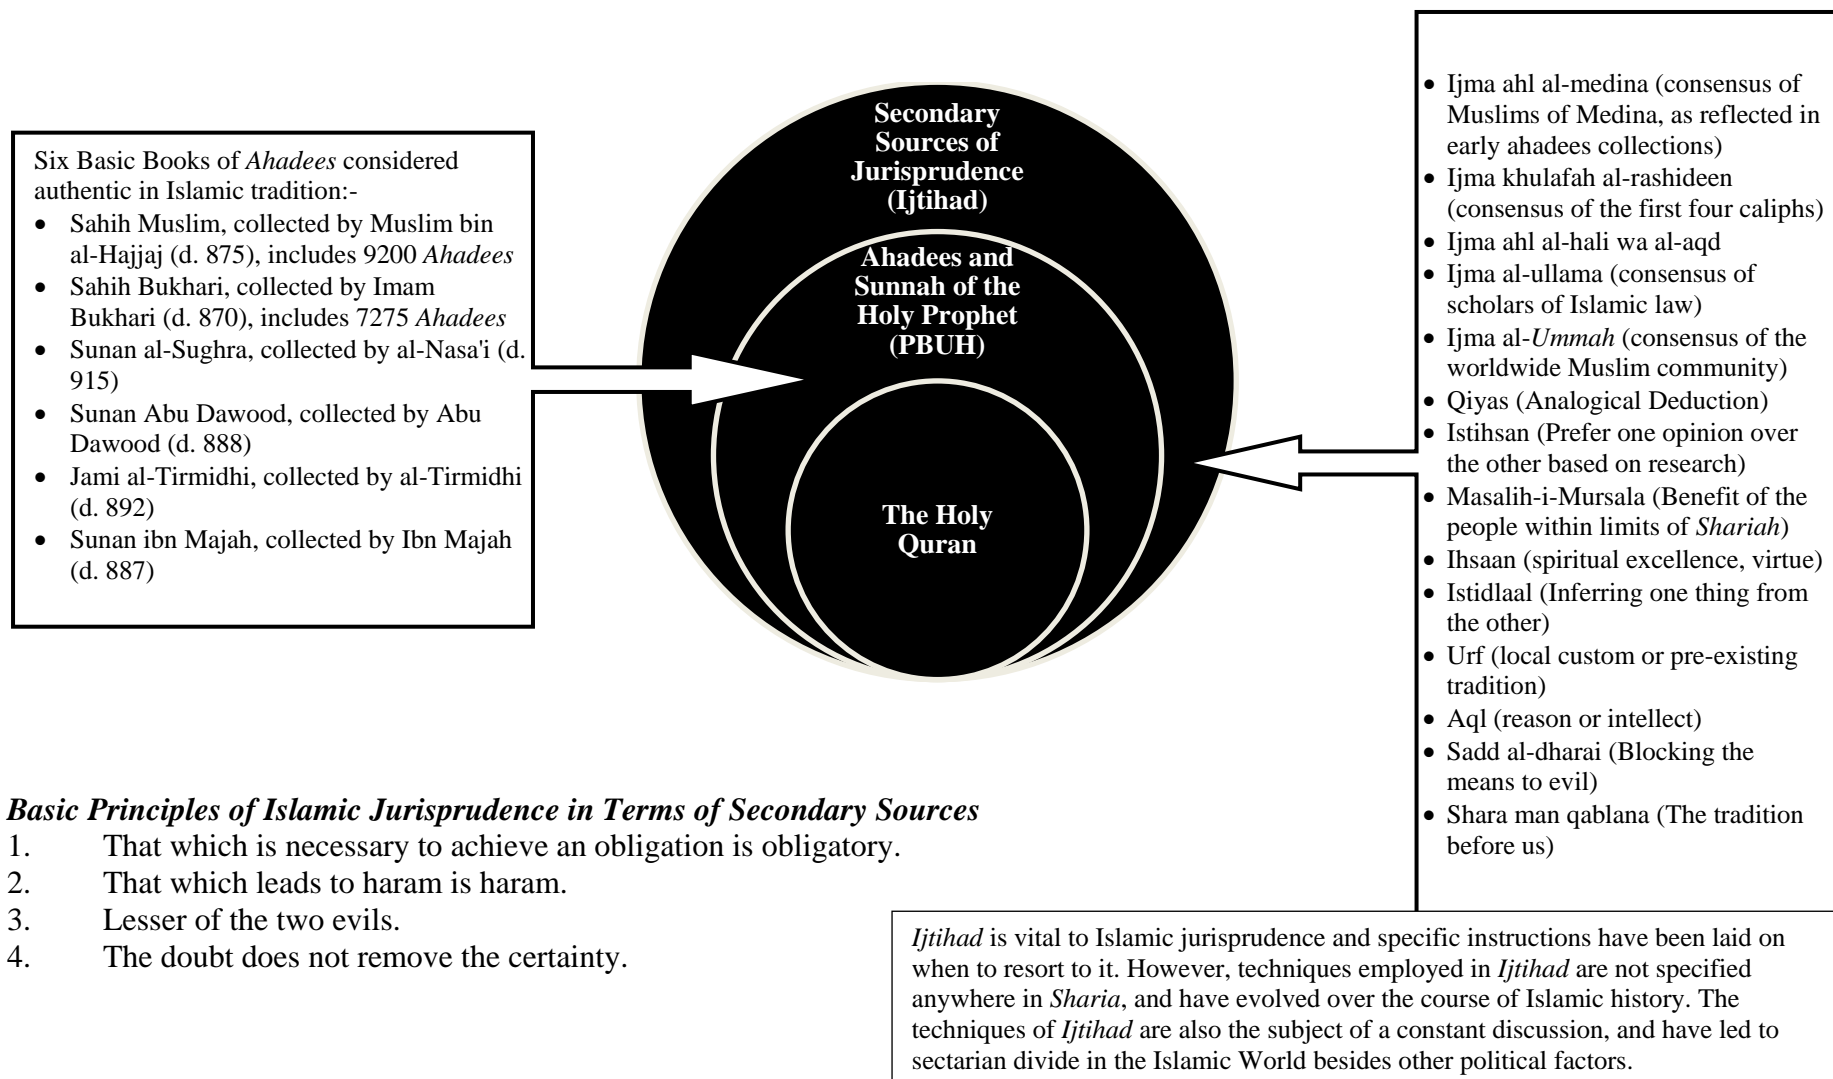 Six Basic Books of Ahadees considered
authentic in Islamic tradition:-
• Sahih Muslim, collected by Muslim bin
al-Hajjaj (d. 875), includes 9200 Ahadees
• Sahih Bukhari, collected by Imam
Bukhari (d. 870), includes 7275 Ahadees
• Sunan al-Sughra, collected by al-Nasa'i (d.
915)
• Sunan Abu Dawood, collected by Abu
Dawood (d. 888)
• Jami al-Tirmidhi, collected by al-Tirmidhi
(d. 892)
• Sunan ibn Majah, collected by Ibn Majah
(d. 887)
Secondary
Sources of
Jurisprudence
(Ijtihad)
Ahadees and
Sunnah of the
Holy Prophet
(PBUH)
The Holy
Quran
• Ijma ahl al-medina (consensus of
Muslims of Medina, as reflected in
early ahadees collections)
• Ijma khulafah al-rashideen
(consensus of the first four caliphs)
• Ijma ahl al-hali wa al-aqd
• Ijma al-ullama (consensus of
scholars of Islamic law)
• Ijma al-Ummah (consensus of the
worldwide Muslim community)
• Qiyas (Analogical Deduction)
• Istihsan (Prefer one opinion over
the other based on research)
• Masalih-i-Mursala (Benefit of the
people within limits of Shariah)
• Ihsaan (spiritual excellence, virtue)
• Istidlaal (Inferring one thing from
the other)
• Urf (local custom or pre-existing
tradition)
• Aql (reason or intellect)
• Sadd al-dharai (Blocking the
means to evil)
• Shara man qablana (The tradition
before us)
Basic Principles of Islamic Jurisprudence in Terms of Secondary Sources
1. That which is necessary to achieve an obligation is obligatory.
2. That which leads to haram is haram.
3. Lesser of the two evils.
4. The doubt does not remove the certainty.
Ijtihad is vital to Islamic jurisprudence and specific instructions have been laid on
when to resort to it. However, techniques employed in Ijtihad are not specified
anywhere in Sharia, and have evolved over the course of Islamic history. The
techniques of Ijtihad are also the subject of a constant discussion, and have led to
sectarian divide in the Islamic World besides other political factors.